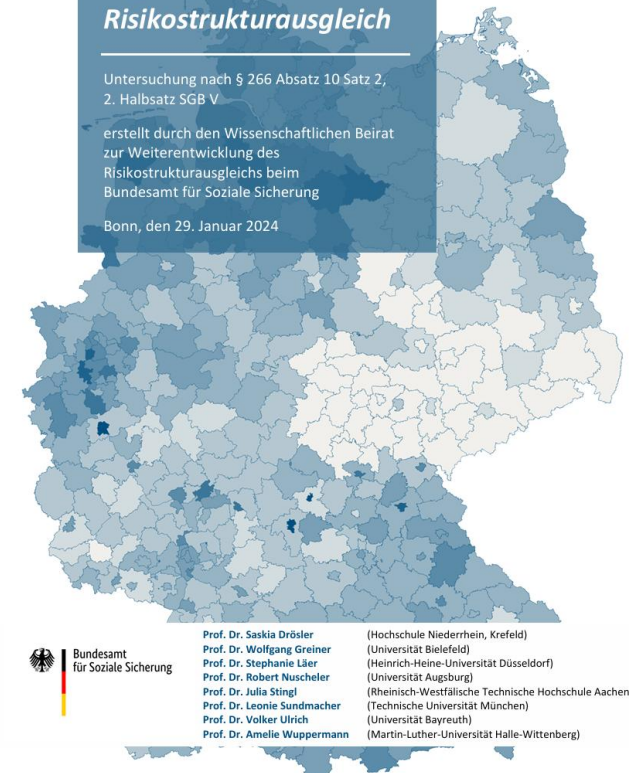 Risikostrukturausgleich
Untersuchung nach § 266 Absatz 10 Satz 2,
2. Halbsatz SGB V
erstellt durch den Wissenschaftlichen Beirat
zur Weiterentwicklung des
Risikostrukturausgleichs beim
Bundesamt für Soziale Sicherung
Bonn, den 29. Januar 2024
Bundesamt
für Soziale Sicherung
Prof. Dr. Saskia Drösler (Hochschule Niederrhein, Krefeld)
Prof. Dr. Wolfgang Greiner (Universität Bielefeld)
Prof. Dr. Stephanie Läer (Heinrich-Heine-Universität Düsseldorf)
Prof. Dr. Robert Nuscheler (Universität Augsburg)
Prof. Dr. Julia Stingl (Rheinisch-Westfälische Technische Hochschule Aachen
Prof. Dr. Leonie Sundmacher (Technische Universität München)
Prof. Dr. Volker Ulrich (Universität Bayreuth)
Prof. Dr. Amelie Wuppermann (Martin-Luther-Universität Halle-Wittenberg)